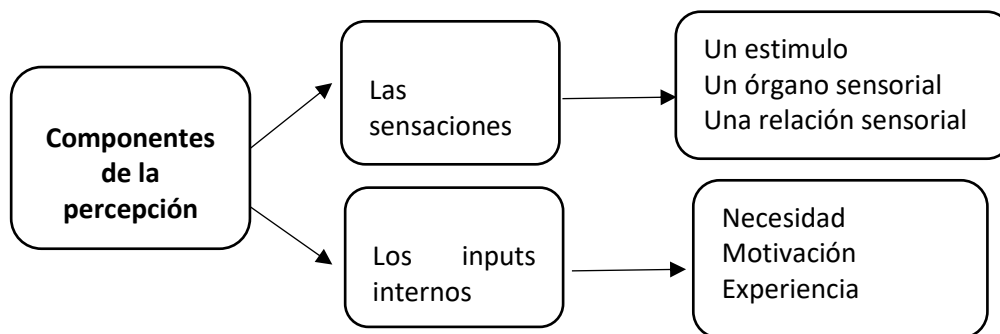 Componentes
de la
percepción
Las
sensaciones
Un estimulo
Un órgano sensorial
Una relación sensorial
Los inputs
internos
Necesidad
Motivación
Experiencia